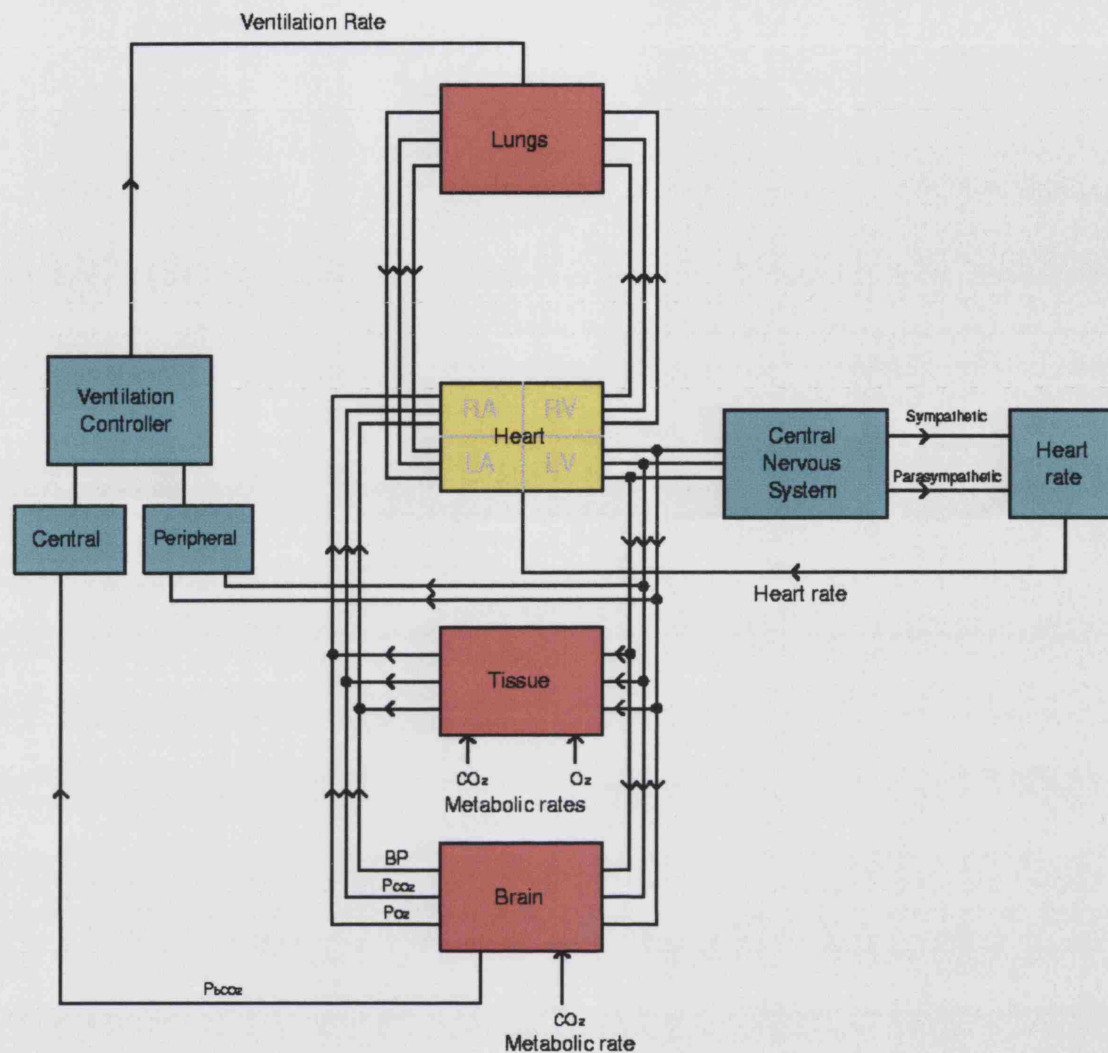 Ventilation Rate
Lungs
Ventilation
Controller
RA RV
Heart
LA LV
Central
Nervous
System
Sympathetic
Parasympathetic
Heart
rate
Central
Peripheral
Heart rate
Tissue
CO₂ O₂
Metabolic rates
BP
PCO₂
PO₂
Brain
PbCO₂
CO₂
Metabolic rate